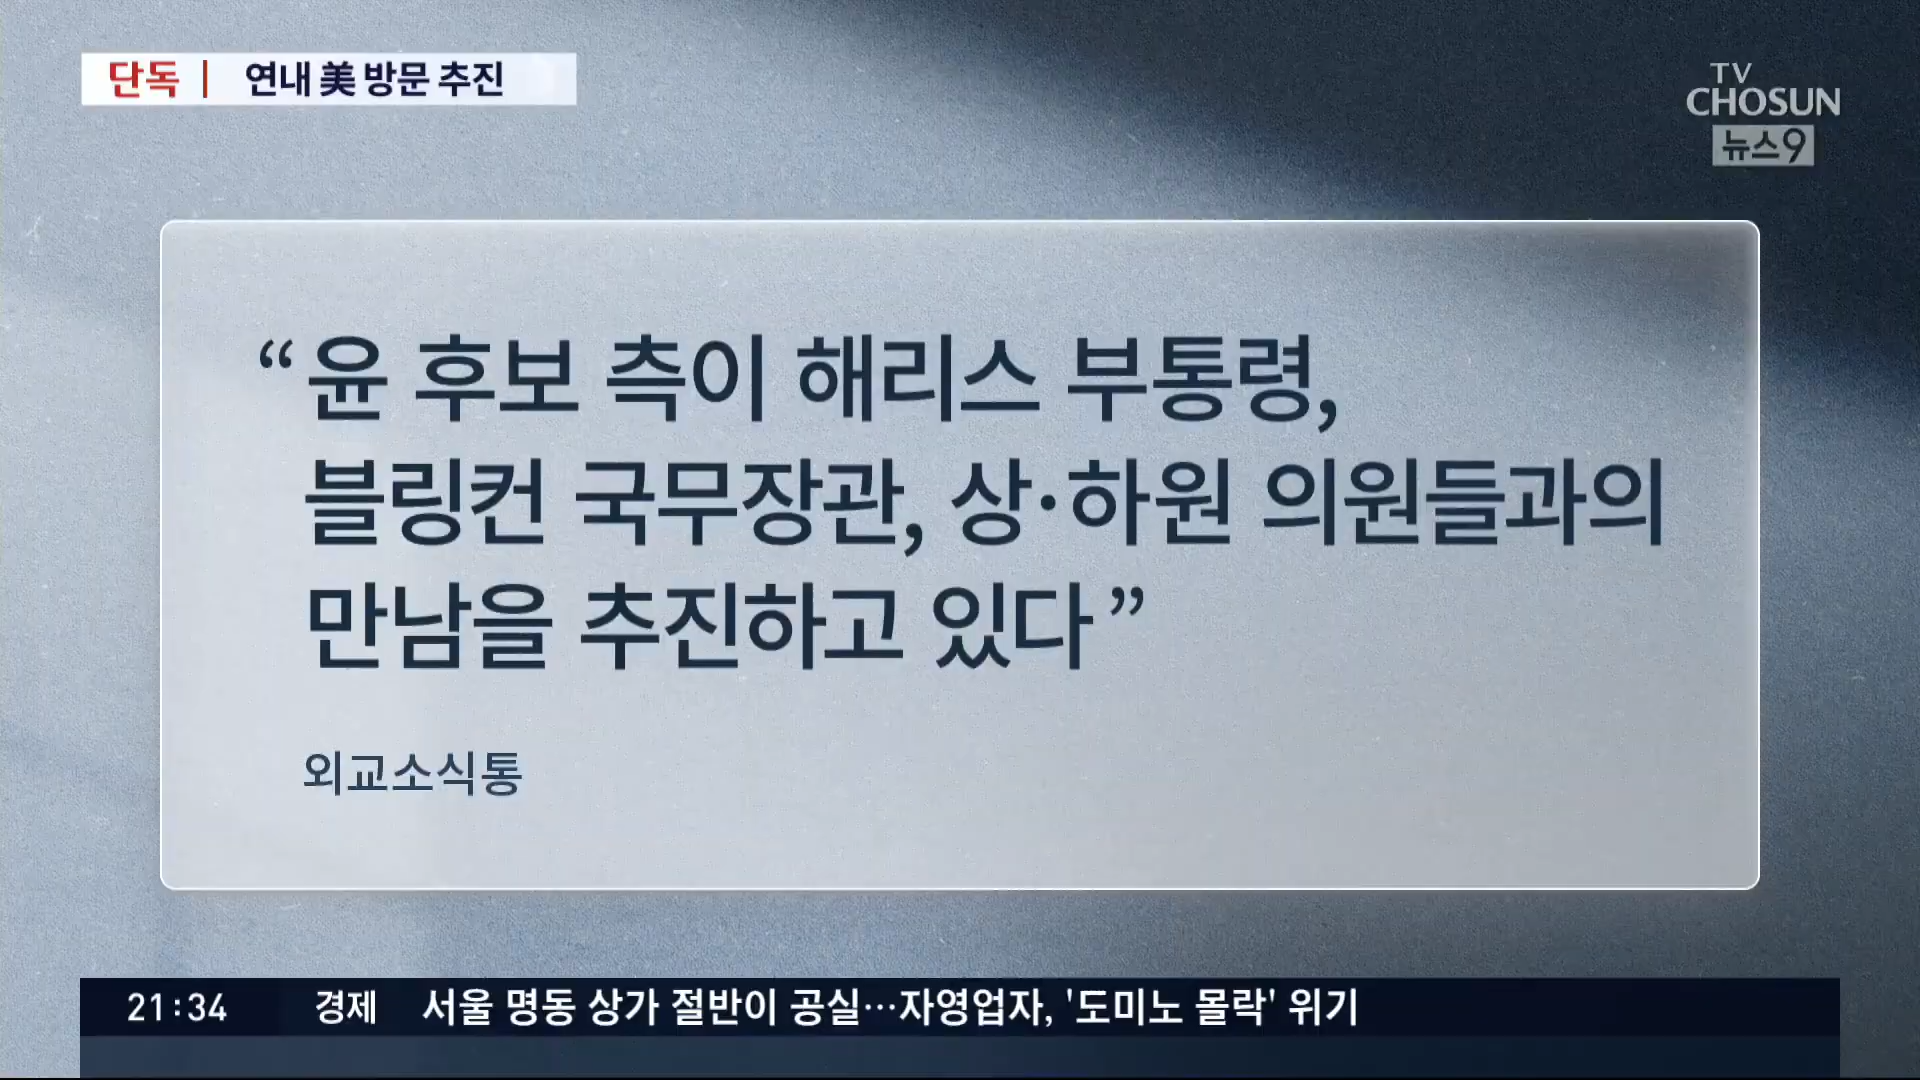 단독 | 연내 美 방문 추진
TV
CHOSUN
뉴스9
“윤 후보 측이 해리스 부통령,
블링컨 국무장관, 상·하원 의원들과의
만남을 추진하고 있다”
외교소식통
21:34 경제 서울 명동 상가 절반이 공실…자영업자, '도미노 몰락' 위기